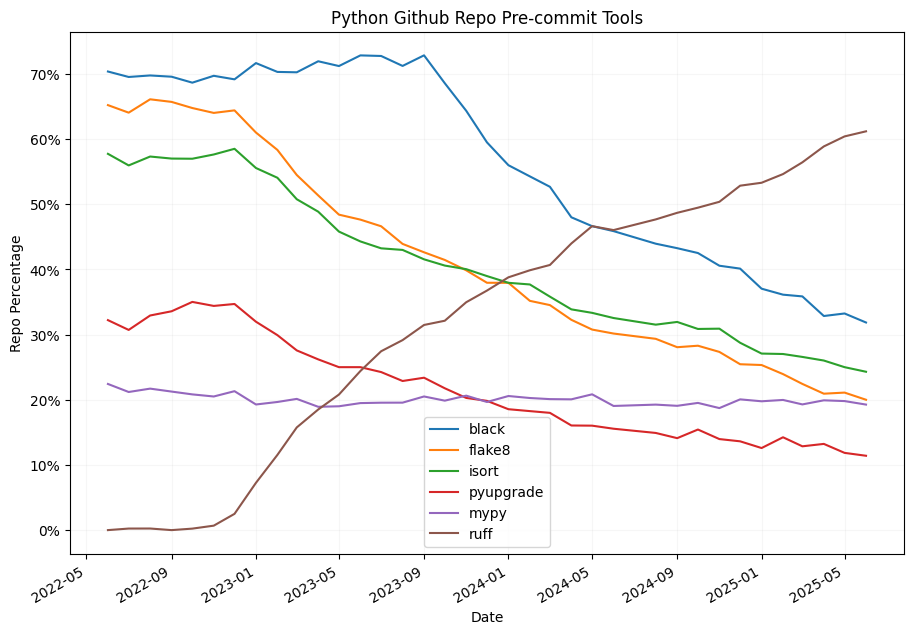 Python Github Repo Pre-commit Tools
70%
60%
50%
40%
30%
20%
10%
0%
Repo Percentage
black
flake8
isort
pyupgrade
mypy
ruff
2022-05
2022-09
2023-01
2023-05
2023-09
2024-01
2024-05
2024-09
2025-01
2025-05
Date